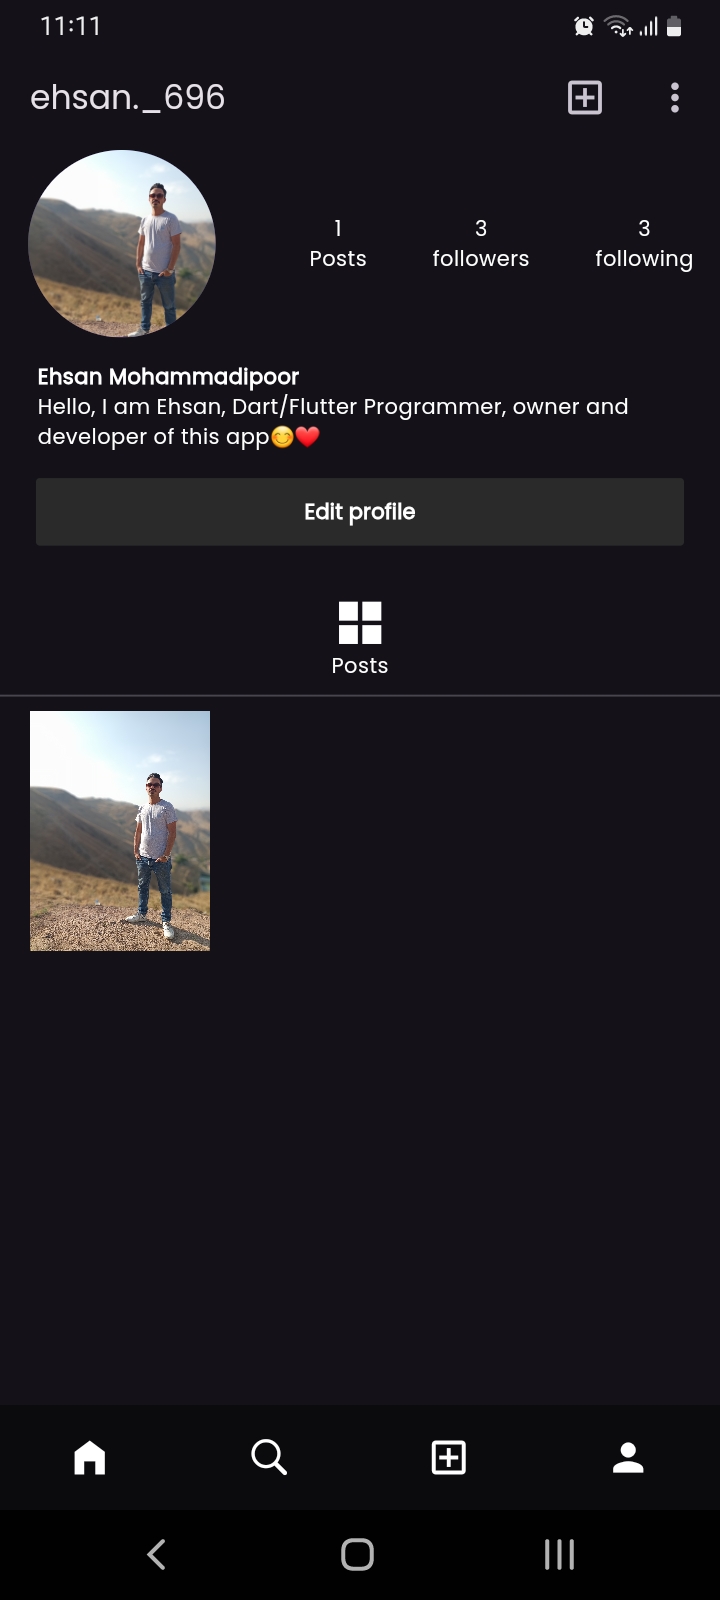 11:11
ehsan._696
1
Posts
3
followers
3
following
Ehsan Mohammadipoor
Hello, I am Ehsan, Dart/Flutter Programmer, owner and
developer of this app😊❤️
Edit profile
Posts